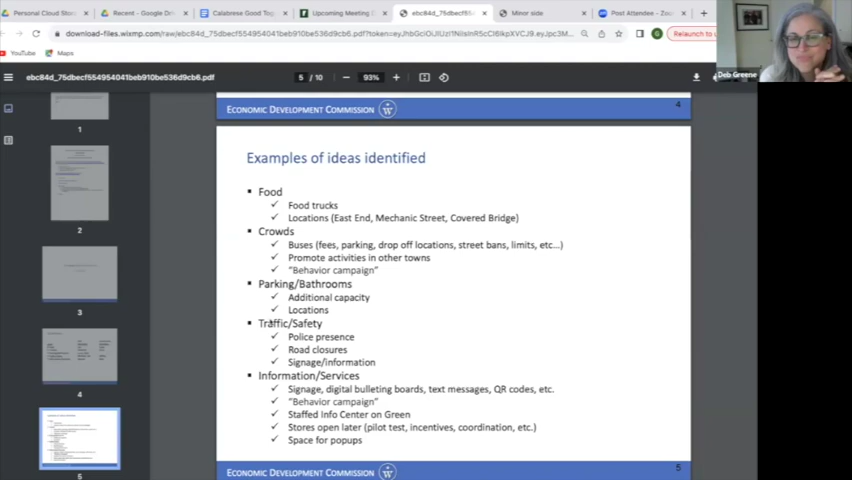 Personal Cloud Stora
Recent - Google Dri
Calabrese Good Tog
Upcoming Meeting D
ebc84d_75dbecf554
Minor side
Post Attendee - Zoo
download-files.wixmp.com/raw/ebc84d_75dbecf554954041beb910be536d9cb6.pdf?token=
Relaunch to u
YouTube
Maps
Deb Greene
ebc84d_75dbecf554954041beb910be536d9cb6.pdf
5 / 10
93%
1
2
3
4
5
ECONOMIC DEVELOPMENT COMMISSION
W
4
Examples of ideas identified
Food
Food trucks
Locations (East End, Mechanic Street, Covered Bridge)
Crowds
Buses (fees, parking, drop off locations, street bans, limits, etc…)
Promote activities in other towns
"Behavior campaign"
Parking/Bathrooms
Additional capacity
Locations
Traffic/Safety
Police presence
Road closures
Signage/information
Information/Services
Signage, digital bulleting boards, text messages, QR codes, etc.
"Behavior campaign"
Staffed Info Center on Green
Stores open later (pilot test, incentives, coordination, etc.)
Space for popups
ECONOMIC DEVELOPMENT COMMISSION
W
5